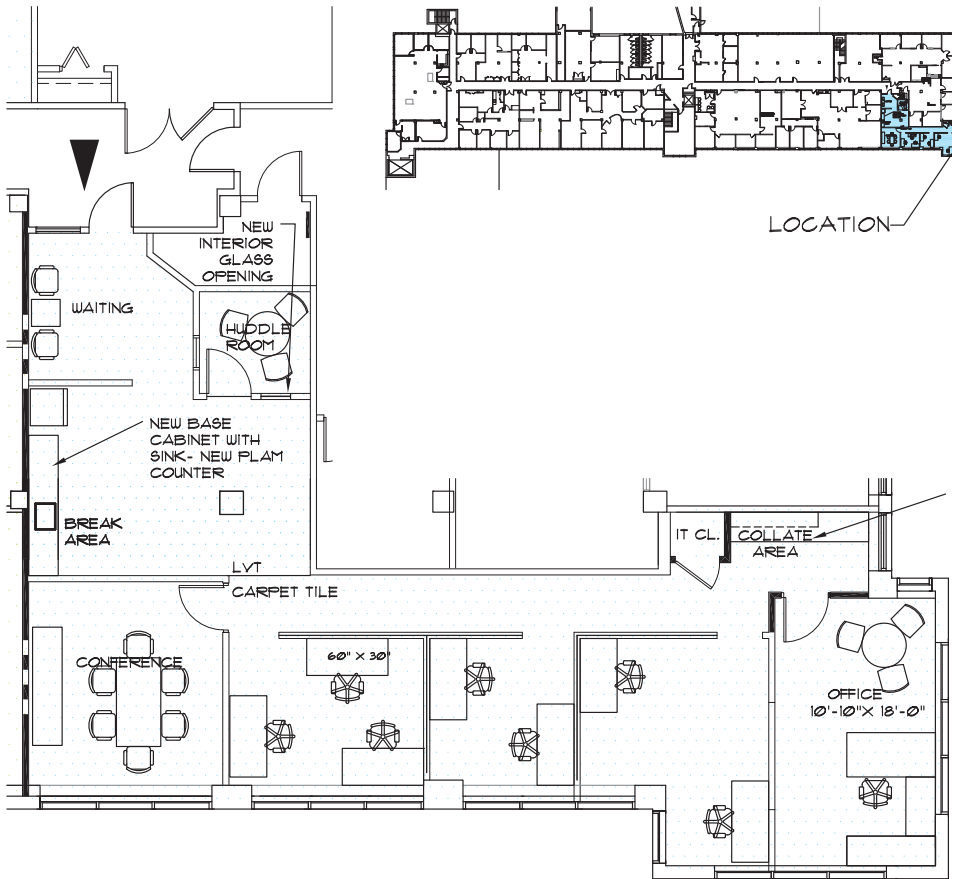 LOCATION
NEW
INTERIOR
GLASS
OPENING
WAITING
HUDDLE
ROOM
NEW BASE
CABINET WITH
SINK- NEW PLAM
COUNTER
BREAK
AREA
IT CL.
COLLATE
AREA
LVT
CARPET TILE
CONFERENCE
60" X 30"
OFFICE
10'-10"X 18'-0"